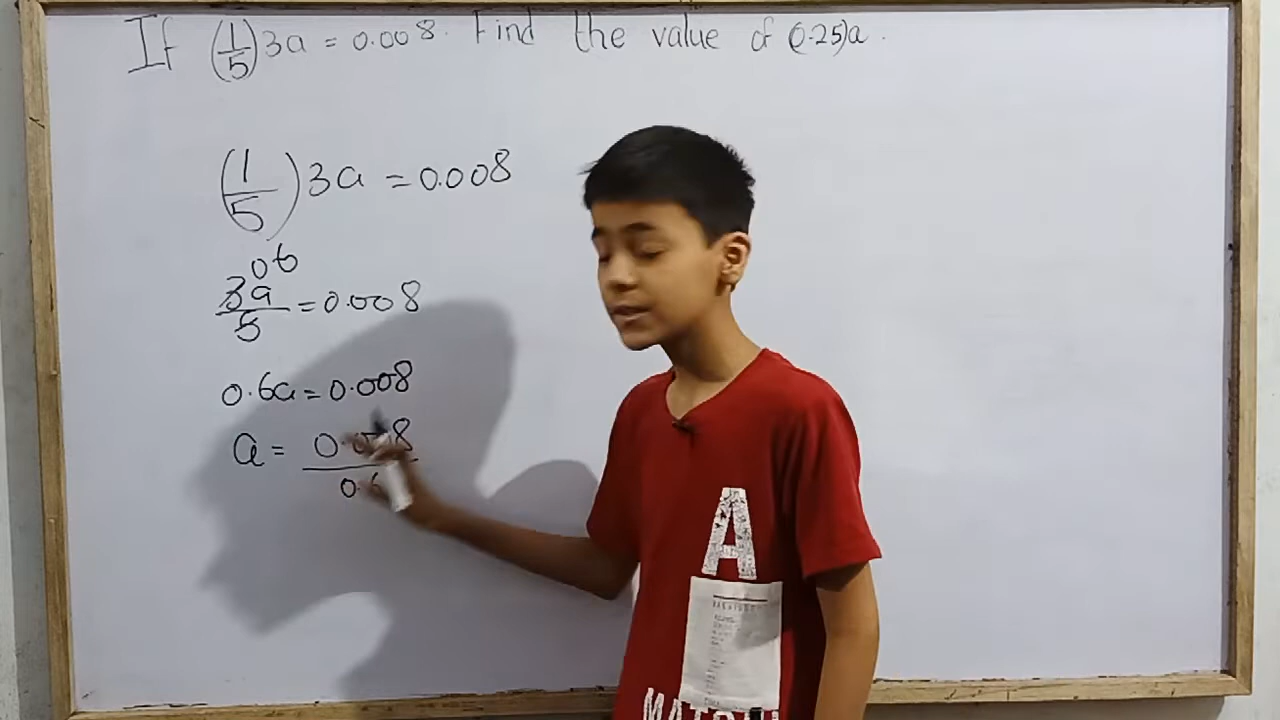 If (1/5)3a = 0.008. Find the value of (0.25)a.
(1/5)3a = 0.008
06
3a/5 = 0.008
0.6a = 0.008
a = 0.008/0.6
A